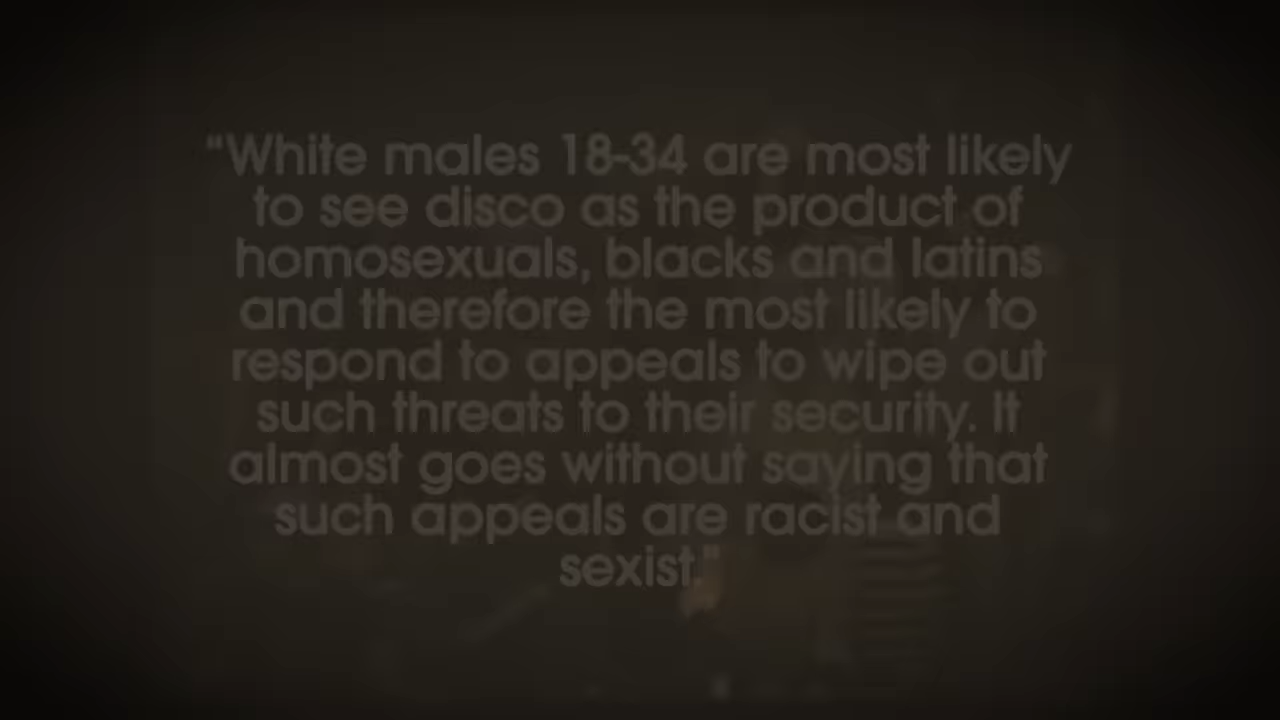 “White males 18-34 are most likely
to see disco as the product of
homosexuals, blacks and latins
and therefore the most likely to
respond to appeals to wipe out
such threats to their security. It
almost goes without saying that
such appeals are racist and
sexist."